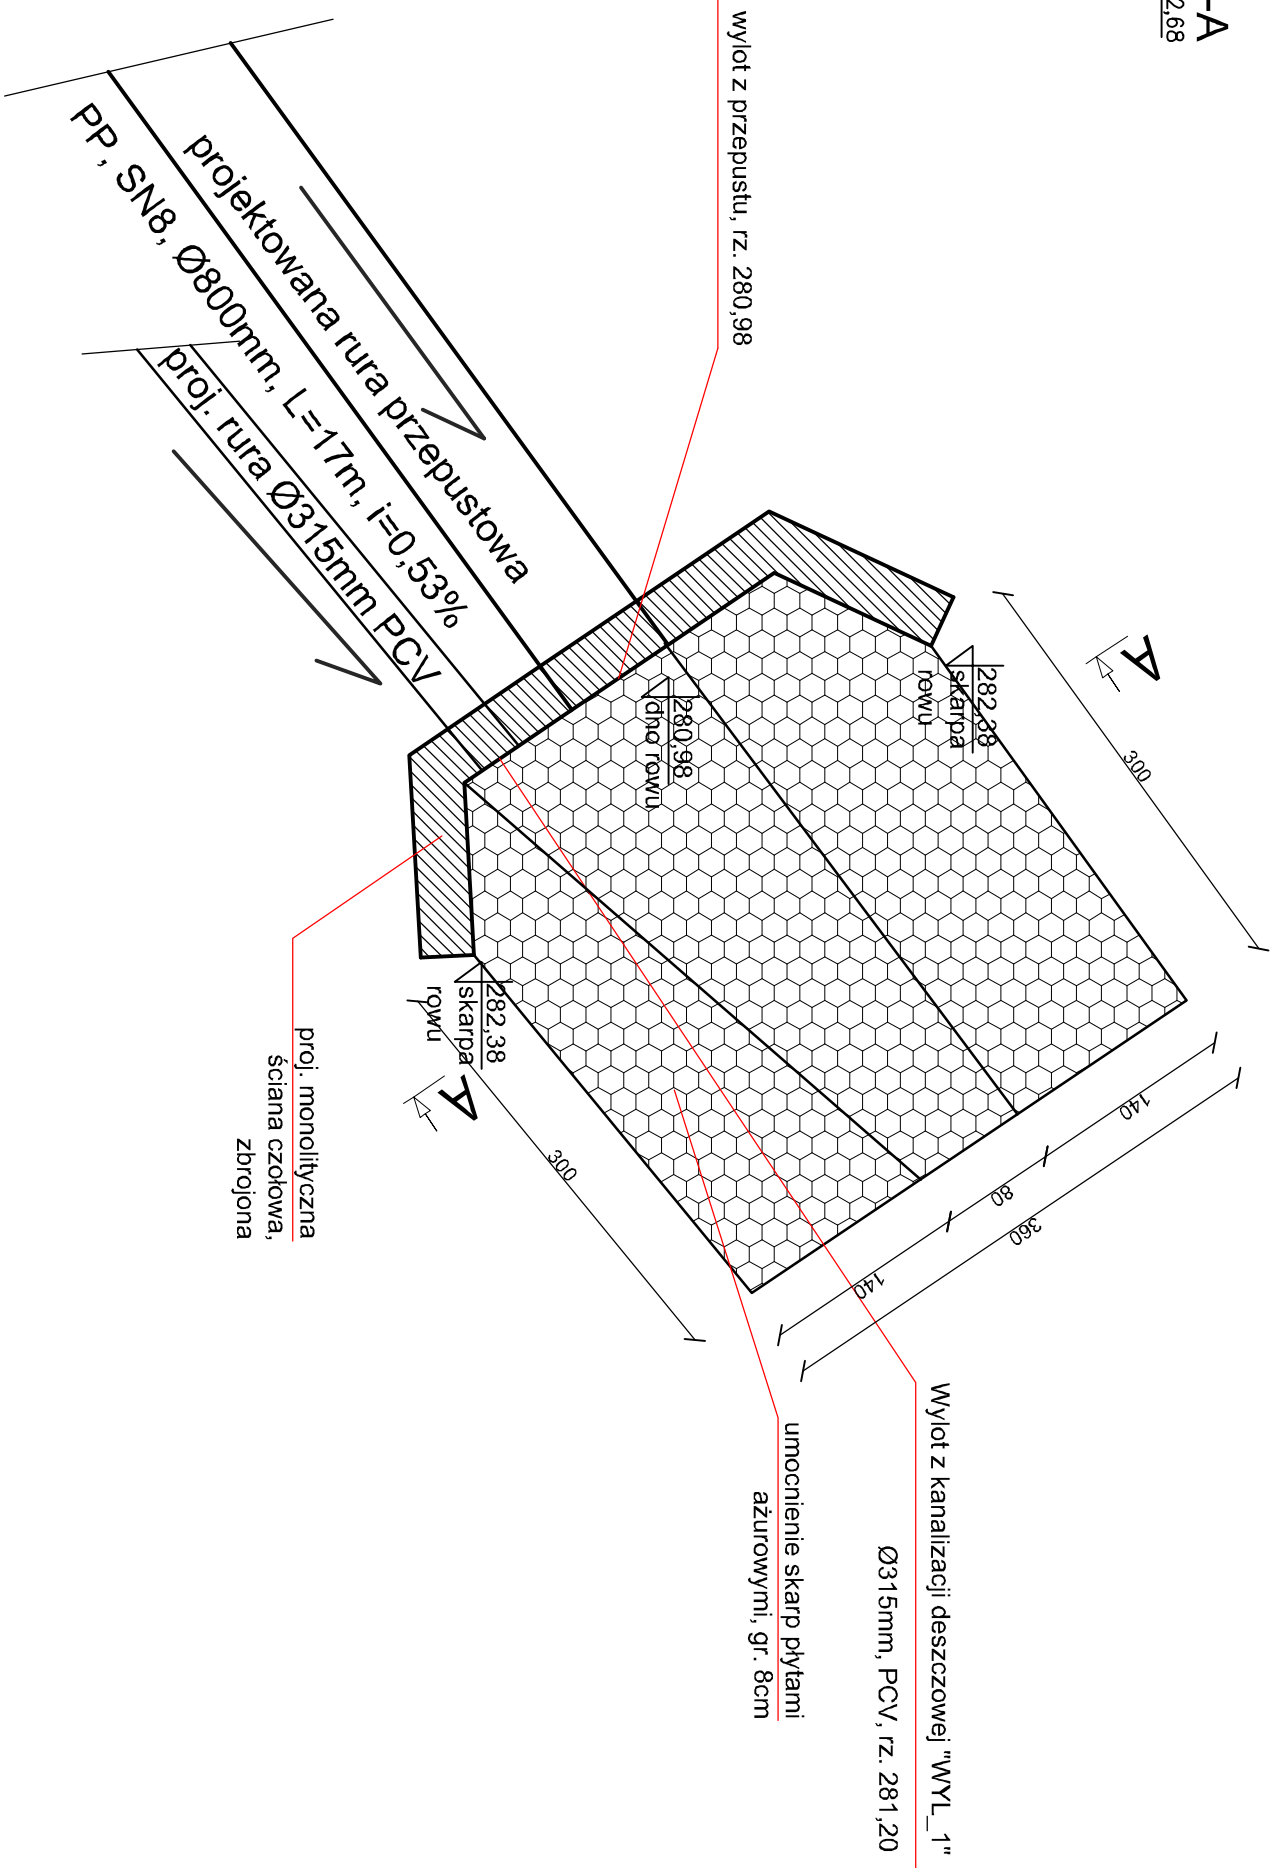 -A
2,68
wylot z przepustu, rz. 280,98
projektowana rura przepustowa
PP, SN8, Ø800mm, L=17m, i=0,53%
proj. rura Ø315mm PCV
A
300
282,38
skarpa
rowu
280,98
dno rowu
282,38
skarpa
rowu
A
300
140
80
140
360
proj. monolityczna
ściana czołowa,
zbrojona
Wylot z kanalizacji deszczowej "WYL_1"
Ø315mm, PCV, rz. 281,20
umocnienie skarp płytami
ażurowymi, gr. 8cm